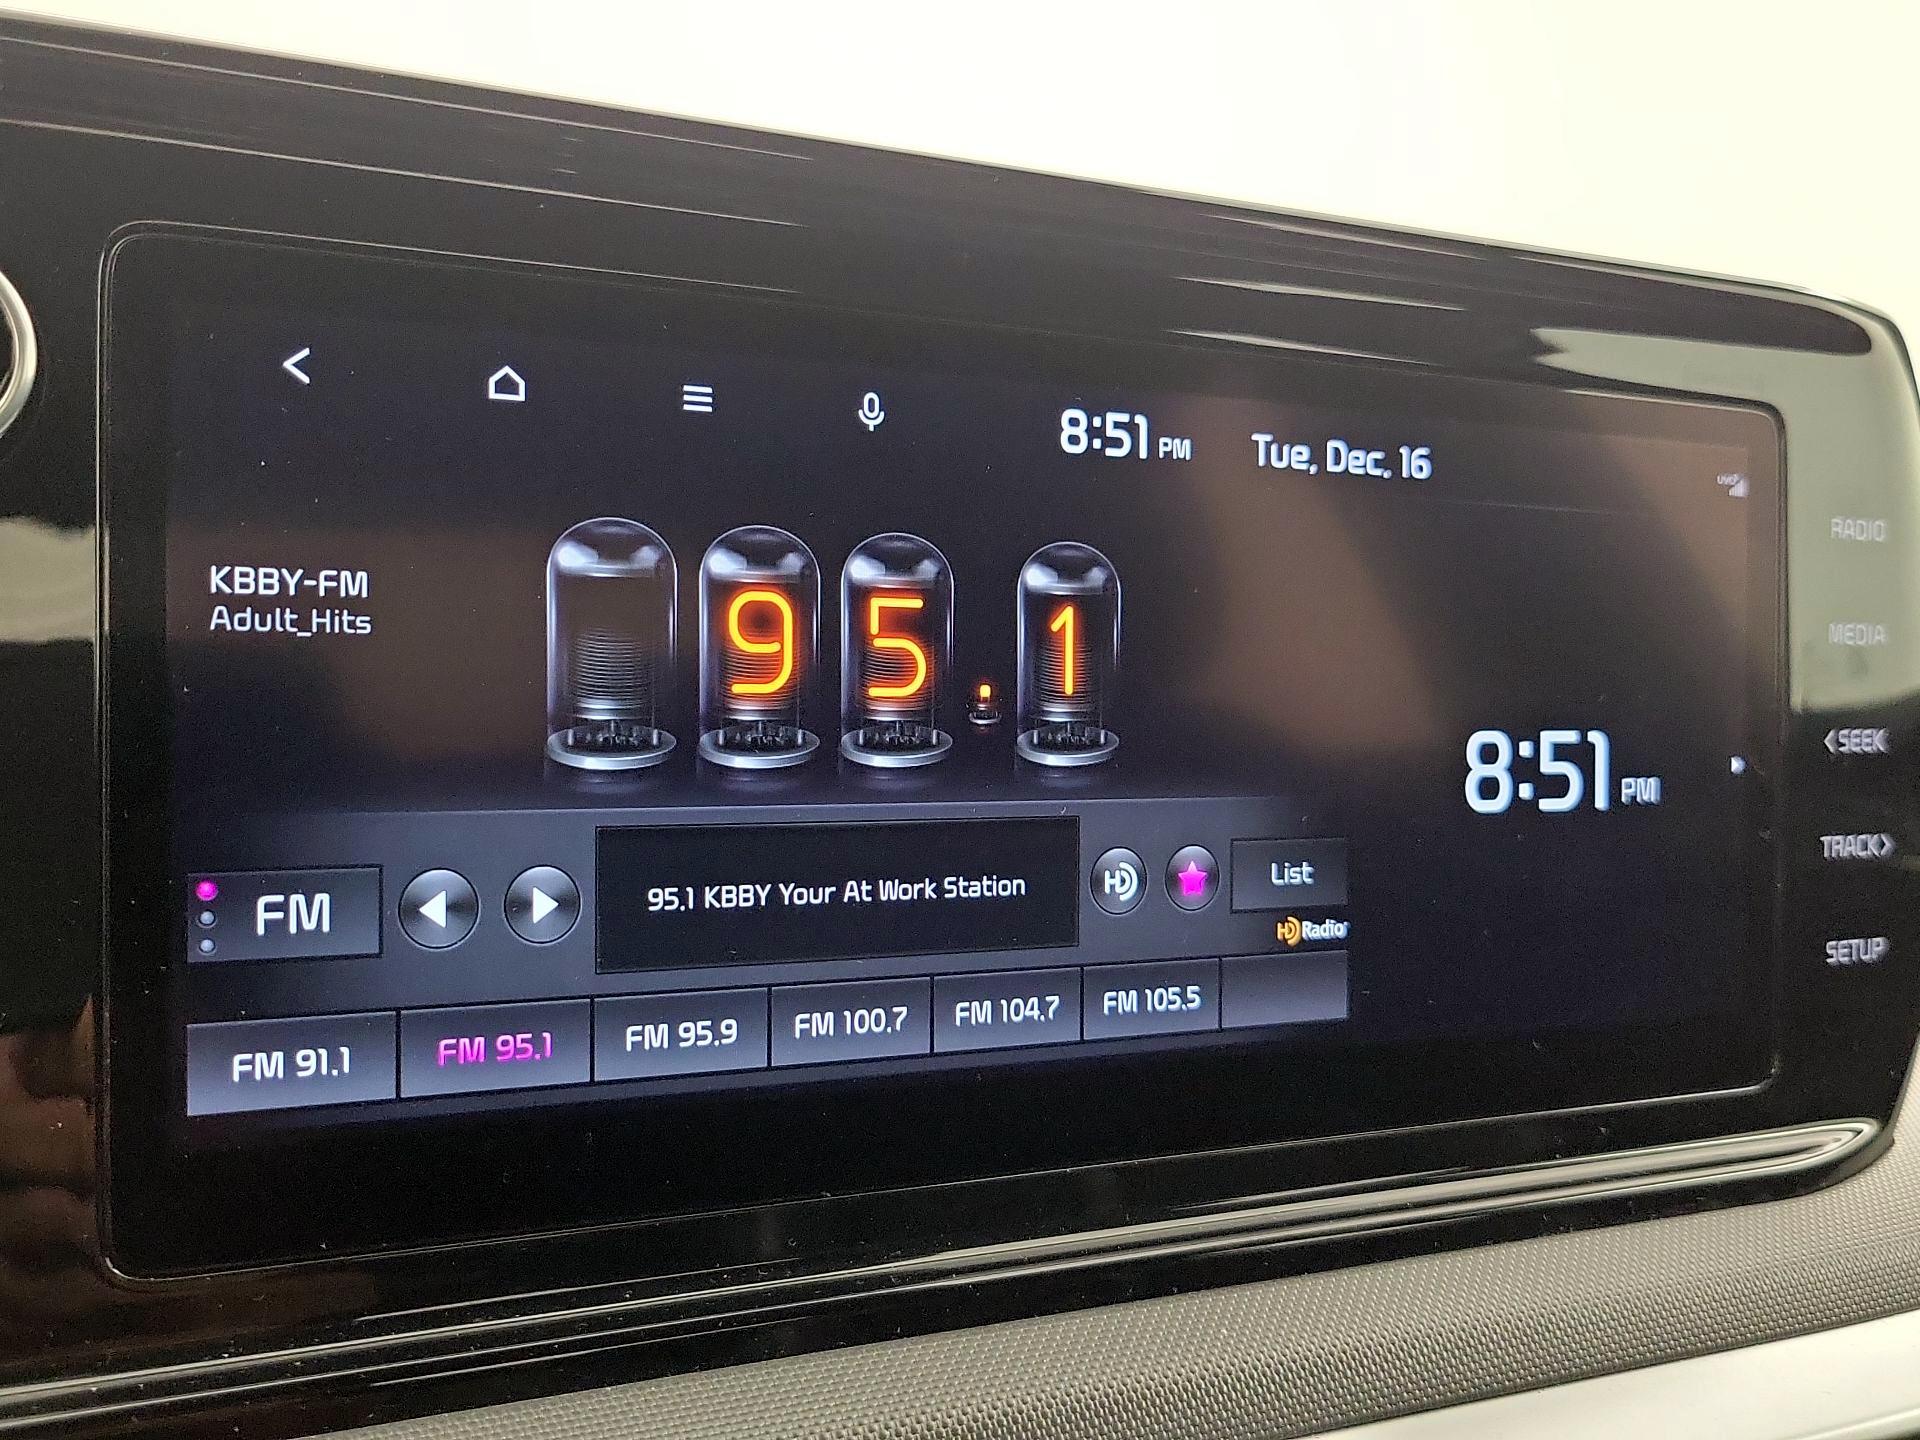 8:51 PM Tue, Dec. 16
UVO
RADIO
KBBY-FM
Adult_Hits
95.1
MEDIA
<SEEK
8:51 PM
TRACK>
FM
95.1 KBBY Your At Work Station
HD
List
HD Radio
SETUP
FM 91.1
FM 95.1
FM 95.9
FM 100.7
FM 104.7
FM 105.5